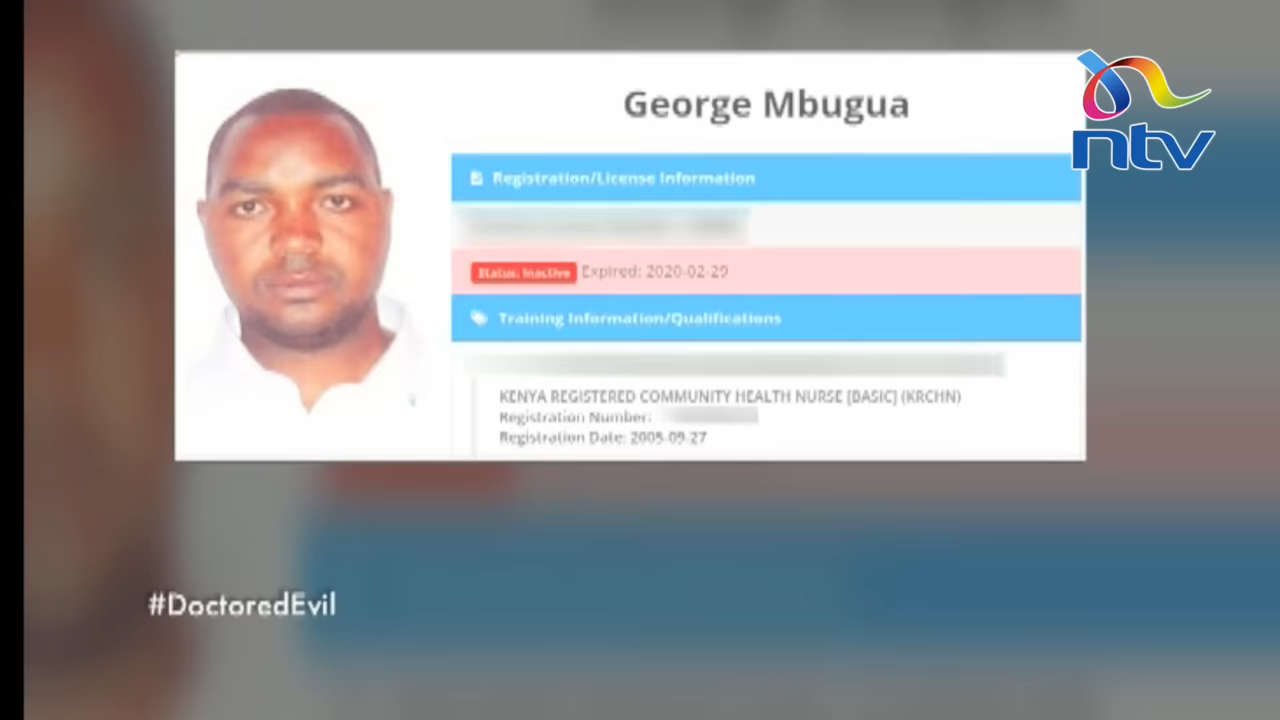 George Mbugua
ntv
Registration/License Information
Status: Inactive Expired: 2020-02-29
Training Information/Qualifications
KENYA REGISTERED COMMUNITY HEALTH NURSE [BASIC] (KRCHN)
Registration Number:
Registration Date: 2005-09-27
#DoctoredEvil